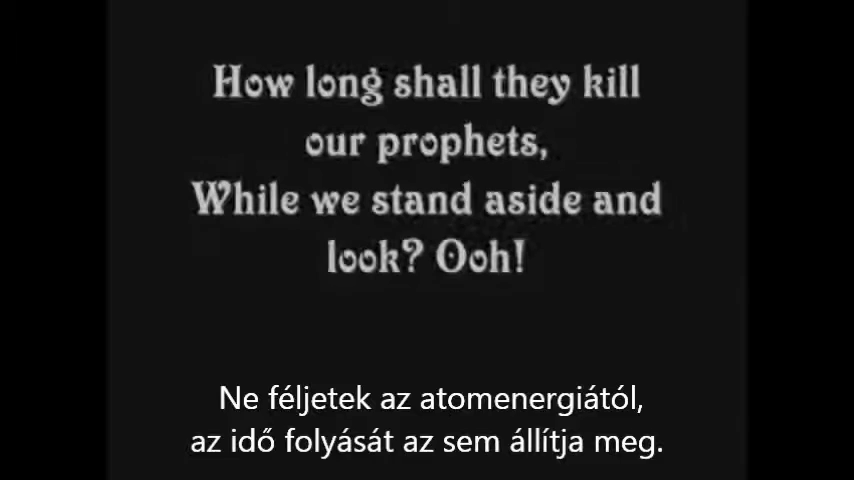 How long shall they kill
our prophets,
While we stand aside and
look? Ooh!
Ne féljetek az atomenergiától,
az idő folyását az sem állítja meg.